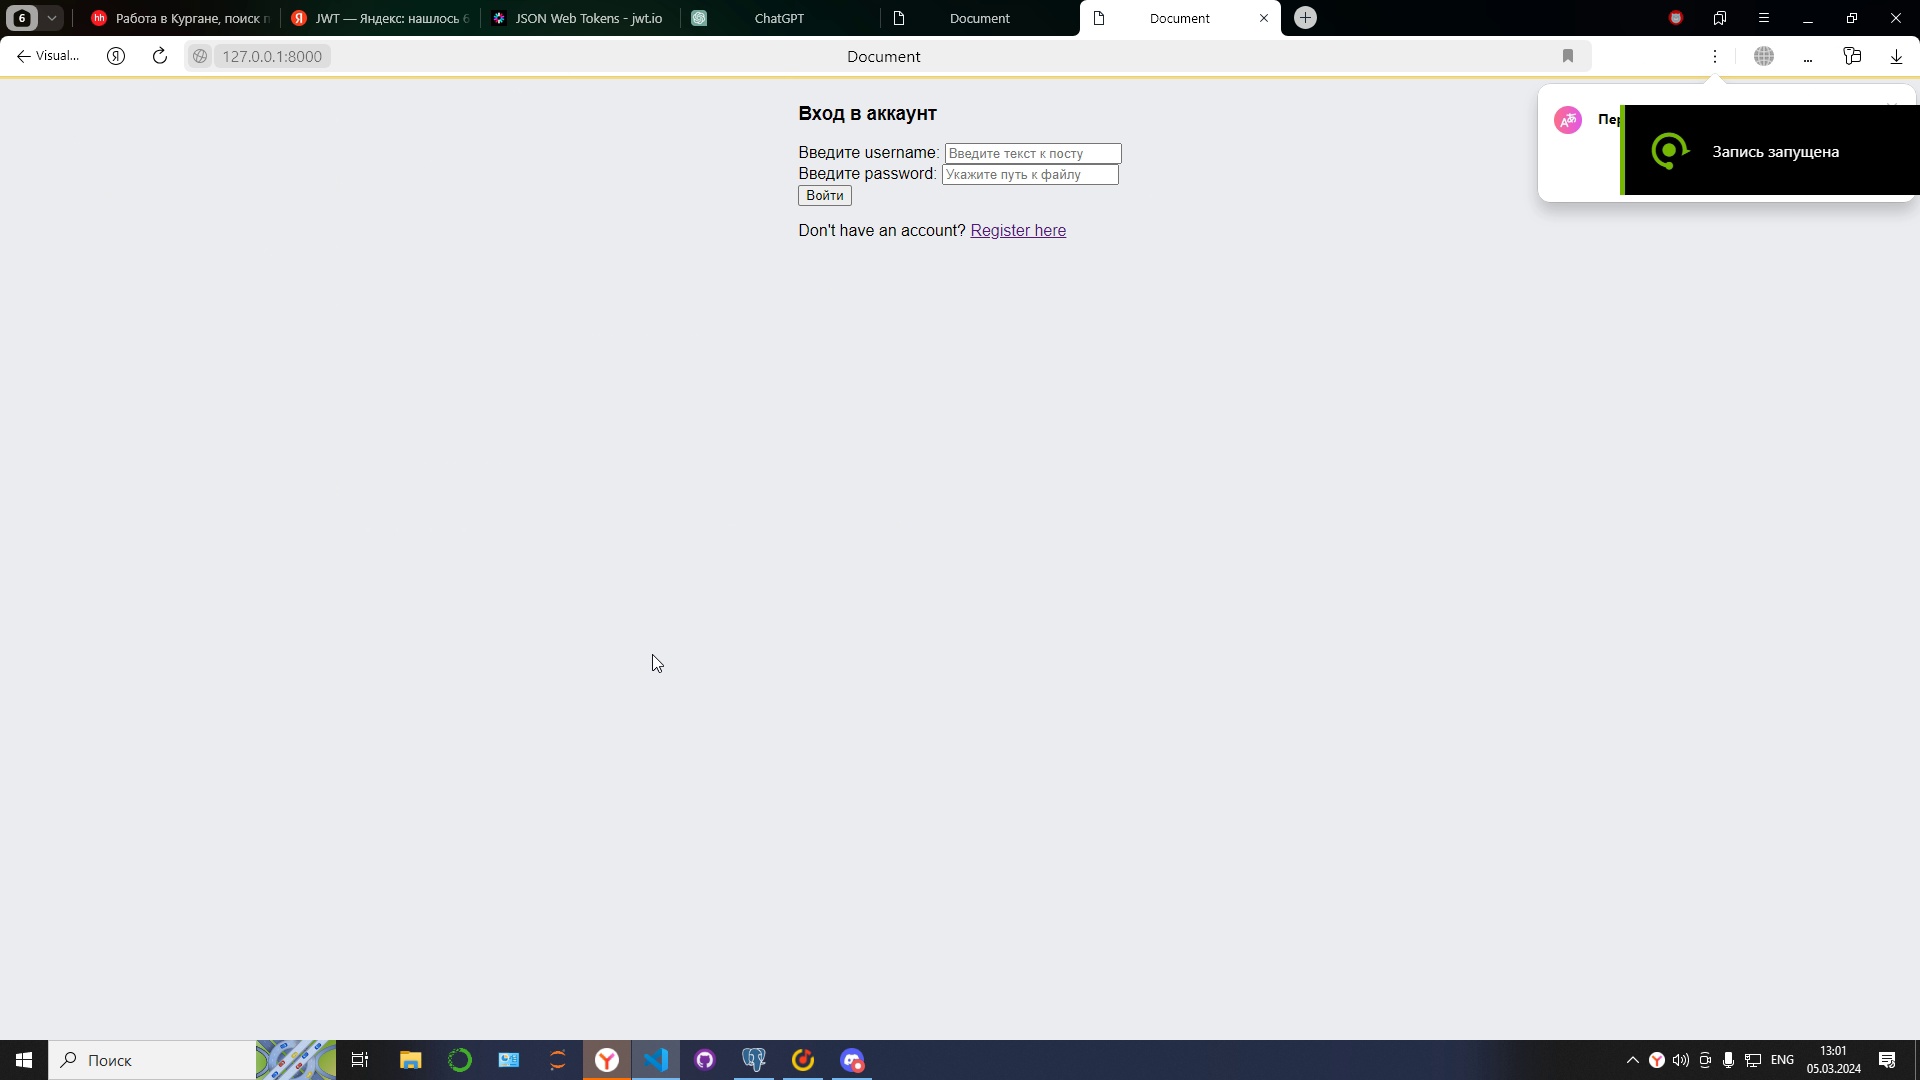 6
hh Работа в Кургане, поиск п
Я JWT — Яндекс: нашлось 6
JSON Web Tokens - jwt.io
ChatGPT
Document
Document
Visual...
Я
127.0.0.1:8000
Document
Вход в аккаунт
Введите username: Введите текст к посту
Введите password: Укажите путь к файлу
Войти
Don't have an account? Register here
Пер
Запись запущена
Поиск
ENG
13:01
05.03.2024